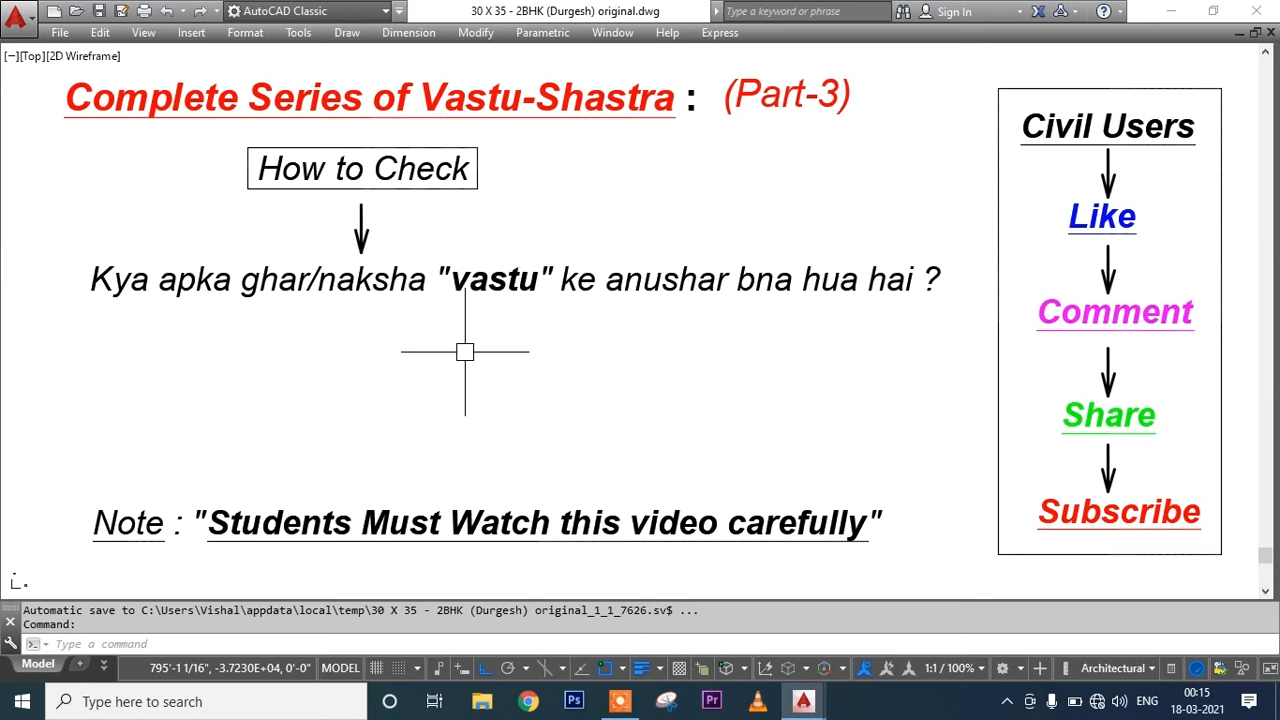 AutoCAD Classic
30 X 35 - 2BHK (Durgesh) original.dwg
Type a keyword or phrase
Sign In
File Edit View Insert Format Tools Draw Dimension Modify Parametric Window Help Express
[−][Top][2D Wireframe]
Complete Series of Vastu-Shastra : (Part-3)
How to Check
Kya apka ghar/naksha "vastu" ke anushar bna hua hai ?
Note : "Students Must Watch this video carefully"
Civil Users
Like
Comment
Share
Subscribe
Automatic save to C:\Users\Vishal\appdata\local\temp\30 X 35 - 2BHK (Durgesh) original_1_1_7626.sv$ ...
Command:
Type a command
Model
795'-1 1/16", -3.7230E+04, 0'-0" MODEL
1:1 / 100%
Architectural
Type here to search
Ps
Pr
ENG
00:15
18-03-2021